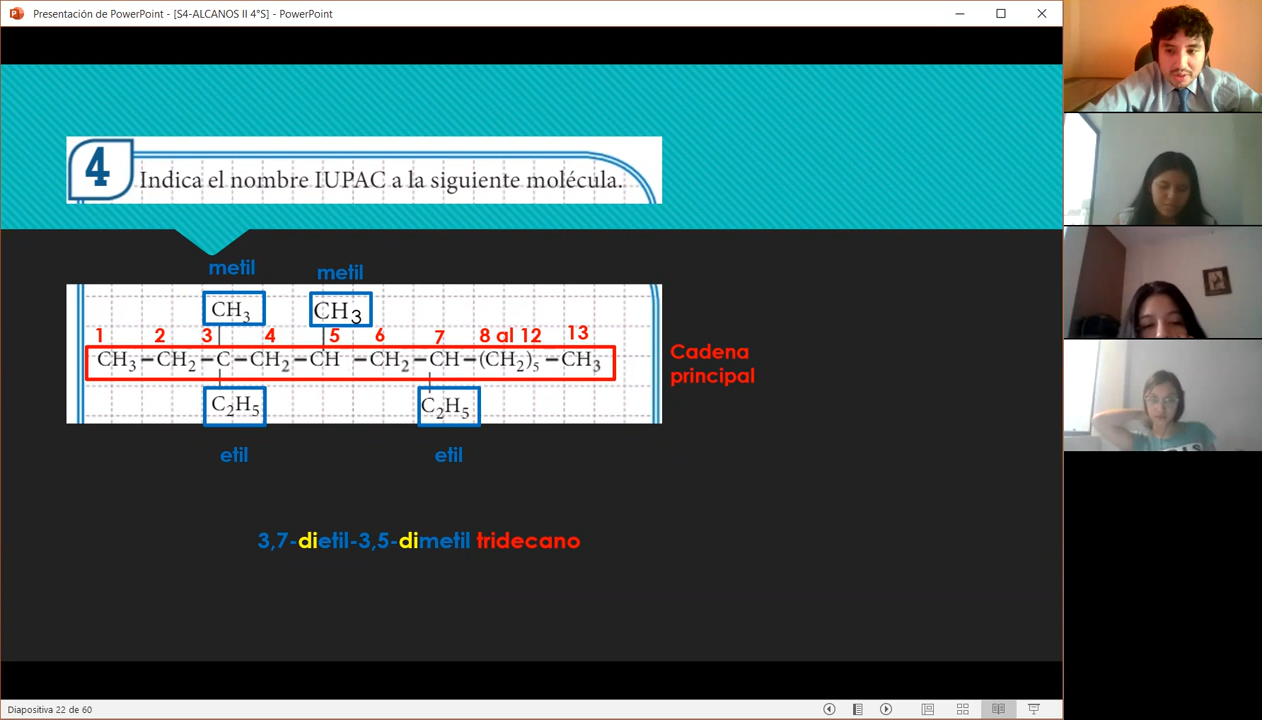 Presentación de PowerPoint - [S4-ALCANOS II 4°S] - PowerPoint
4
Indica el nombre IUPAC a la siguiente molécula.
metil metil
CH₃ CH₃
1 2 3 4 5 6 7 8 al 12 13
CH₃ – CH₂ – C – CH₂ – CH – CH₂ – CH – (CH₂)₅ – CH₃
Cadena
principal
C₂H₅ C₂H₅
etil etil
3,7-dietil-3,5-dimetil tridecano
Diapositiva 22 de 60